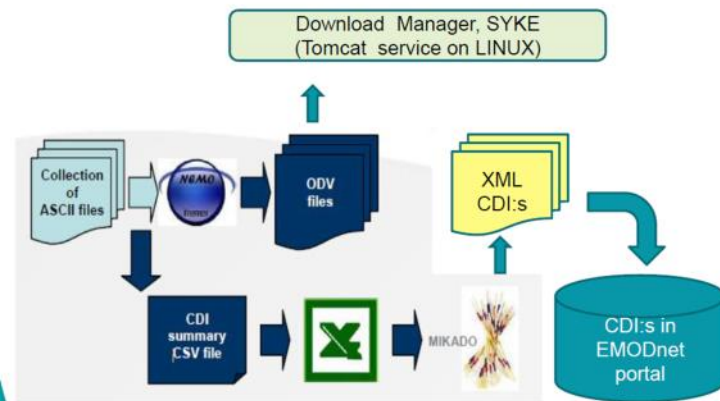 Download Manager, SYKE
(Tomcat service on LINUX)
Collection
of
ASCII files
NEMO
ODV
files
XML
CDI:s
CDI
summary
CSV file
X
MIKADO
CDI:s in
EMODnet
portal